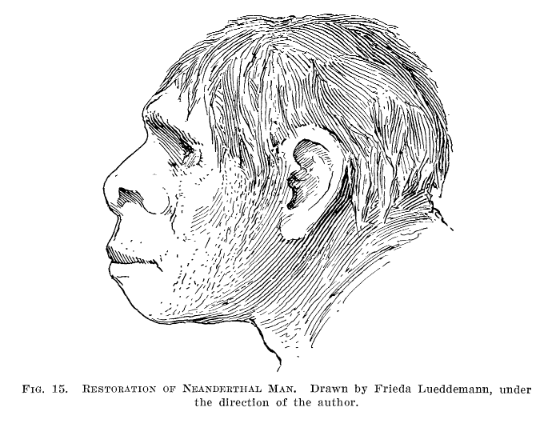 FIG. 15. RESTORATION OF NEANDERTHAL MAN. Drawn by Frieda Lueddemann, under
the direction of the author.